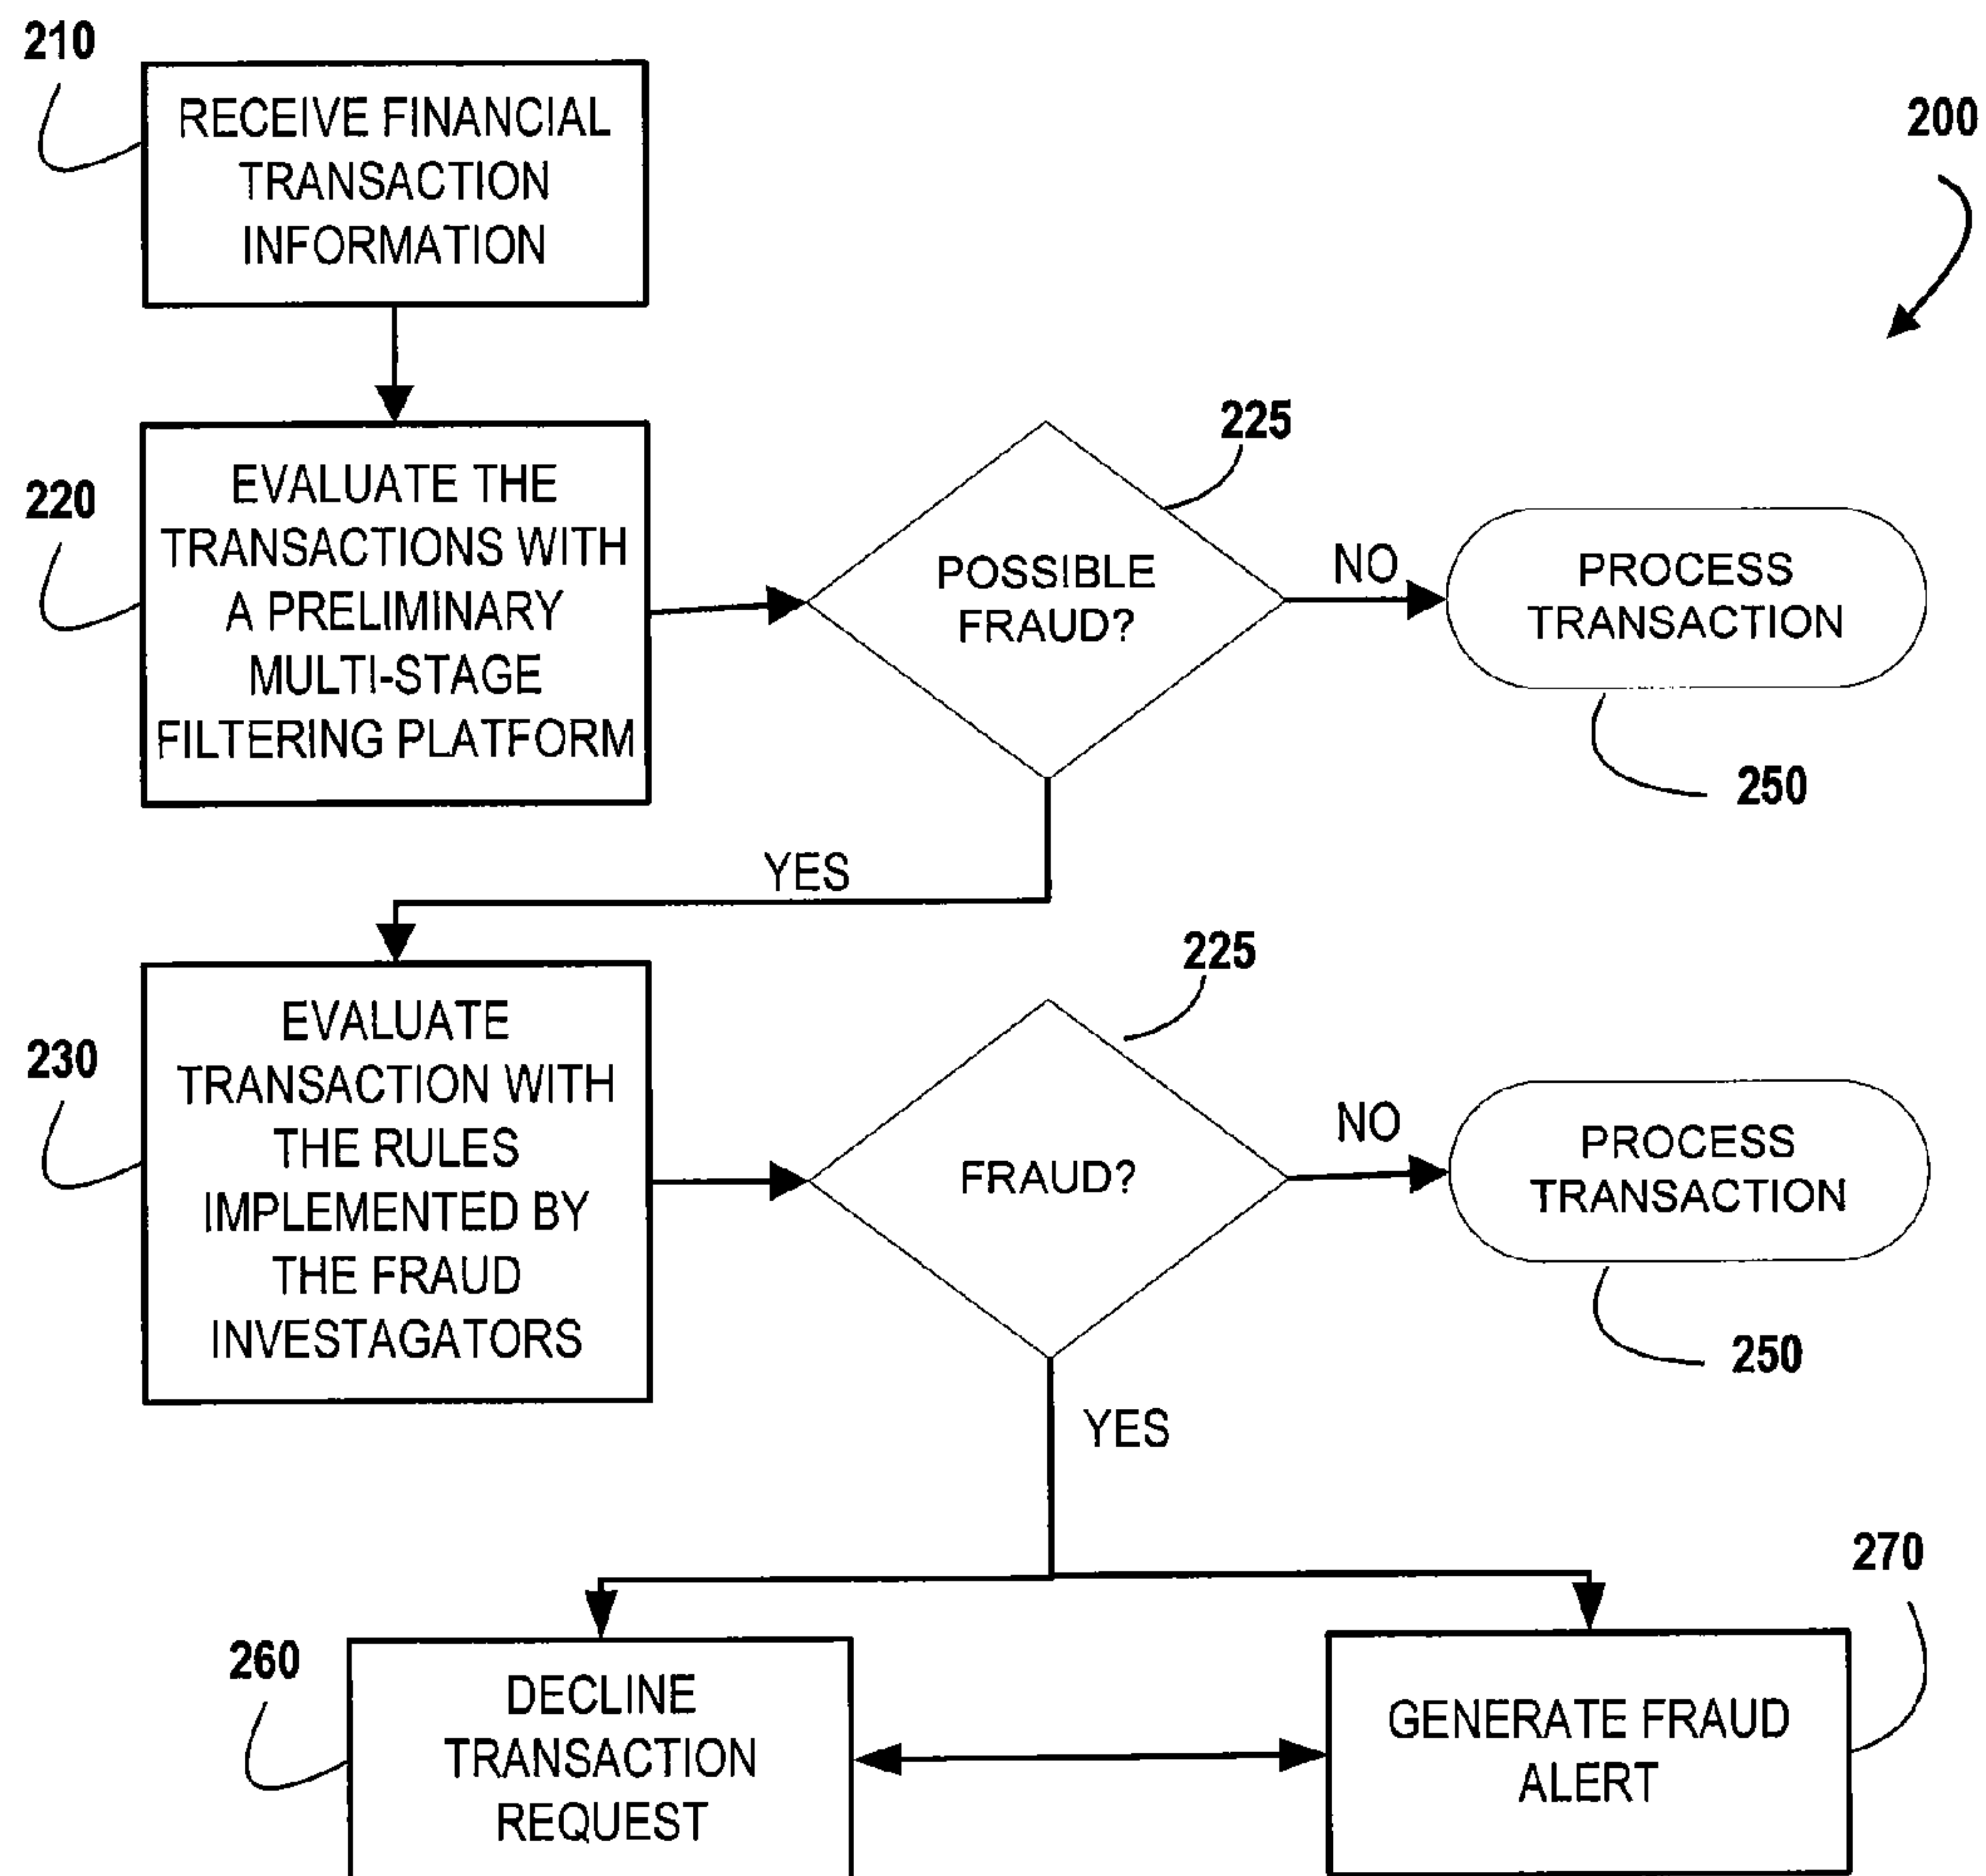 210
RECEIVE FINANCIAL
TRANSACTION
INFORMATION
200
220
EVALUATE THE
TRANSACTIONS WITH
A PRELIMINARY
MULTI-STAGE
FILTERING PLATFORM
225
POSSIBLE
FRAUD?
NO
PROCESS
TRANSACTION
250
YES
230
EVALUATE
TRANSACTION WITH
THE RULES
IMPLEMENTED BY
THE FRAUD
INVESTAGATORS
225
FRAUD?
NO
PROCESS
TRANSACTION
250
YES
260
DECLINE
TRANSACTION
REQUEST
270
GENERATE FRAUD
ALERT